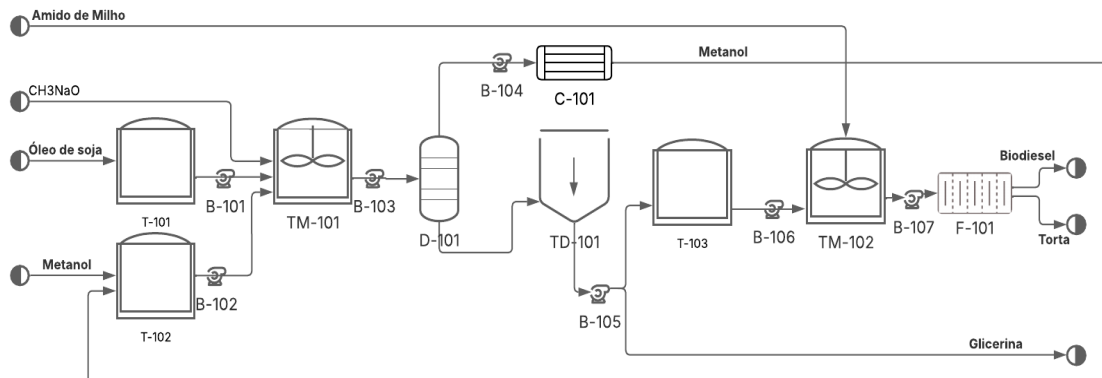 Amido de Milho
Metanol
B-104
C-101
CH3NaO
Óleo de soja
Biodiesel
B-101
B-103
T-101
TM-101
D-101
TD-101
T-103
B-106
TM-102
B-107
F-101
Torta
Metanol
B-102
B-105
T-102
Glicerina